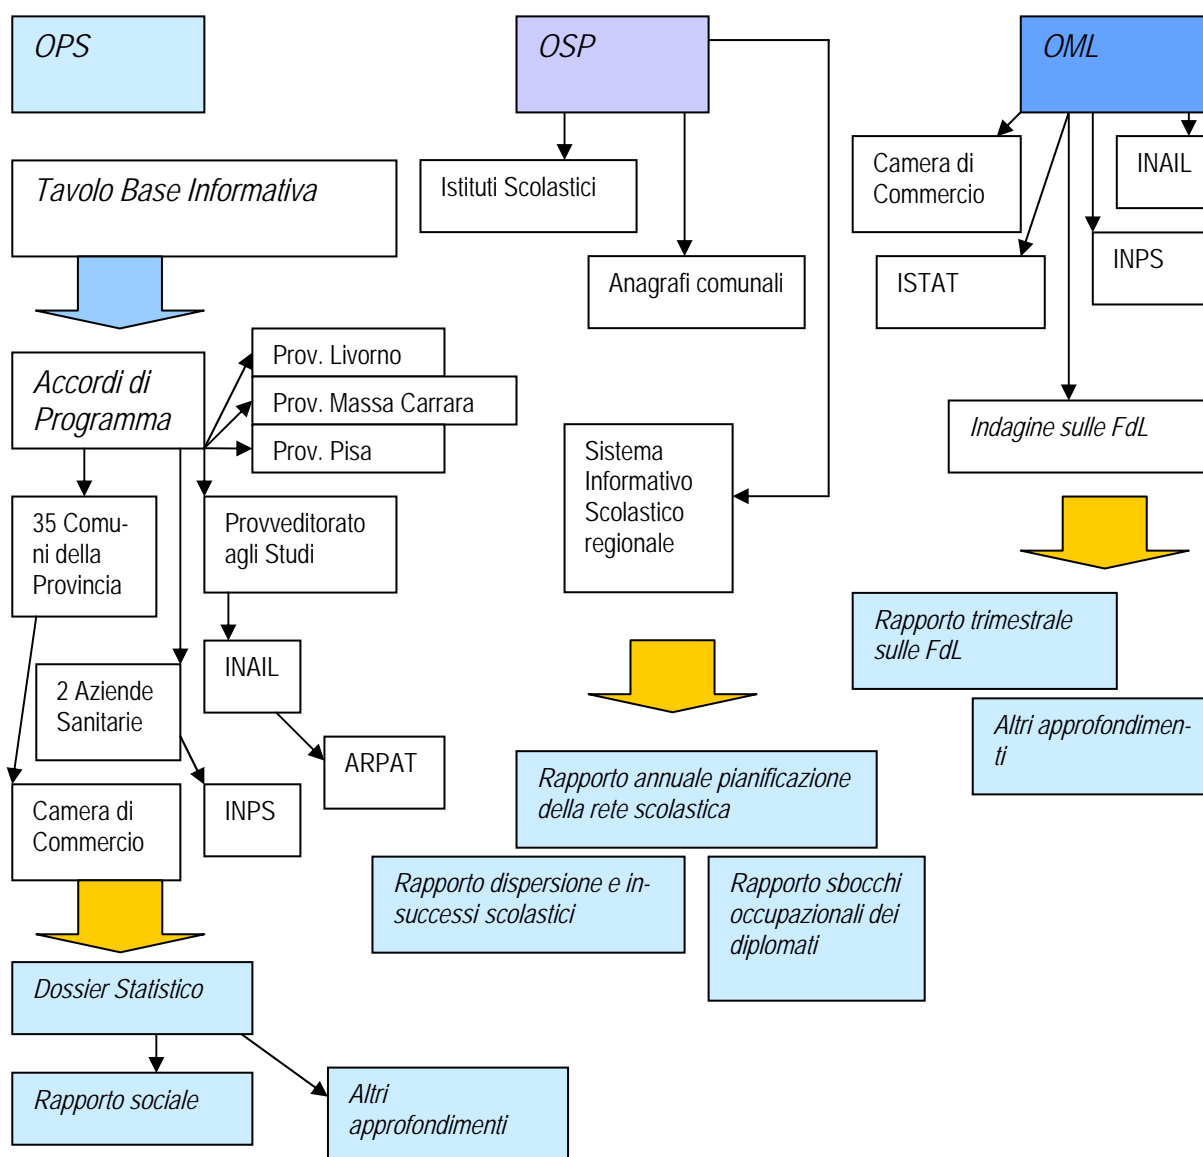 OPS
OSP
OML
Tavolo Base Informativa
Istituti Scolastici
Anagrafi comunali
Camera di
Commercio
INAIL
ISTAT
INPS
Accordi di
Programma
Prov. Livorno
Prov. Massa Carrara
Prov. Pisa
Indagine sulle FdL
35 Comu-
ni della
Provincia
Provveditorato
agli Studi
Sistema
Informativo
Scolastico
regionale
2 Aziende
Sanitarie
INAIL
ARPAT
Camera di
Commercio
INPS
Rapporto trimestrale
sulle FdL
Altri approfondimen-
ti
Rapporto annuale pianificazione
della rete scolastica
Rapporto dispersione e in-
successi scolastici
Rapporto sbocchi
occupazionali dei
diplomati
Dossier Statistico
Rapporto sociale
Altri
approfondimenti